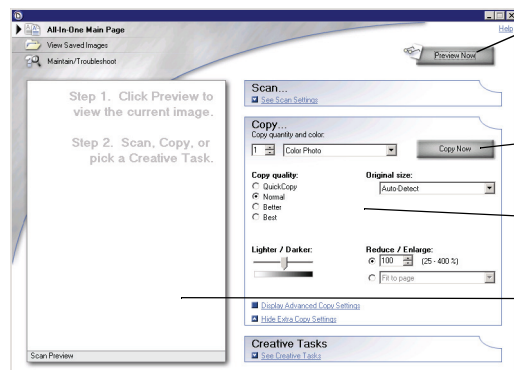 All-In-One Main Page
Help
View Saved Images
Maintain/Troubleshoot
Preview Now
Step 1. Click Preview to
view the current image.
Step 2. Scan, Copy, or
pick a Creative Task.
Scan Preview
Scan...
See Scan Settings
Copy...
Copy quantity and color:
1
Color Photo
Copy Now
Copy quality:
QuickCopy
Normal
Better
Best
Original size:
Auto-Detect
Lighter / Darker:
Reduce / Enlarge:
100 (25 - 400 %)
Fit to page
Display Advanced Copy Settings
Hide Extra Copy Settings
Creative Tasks
See Creative Tasks